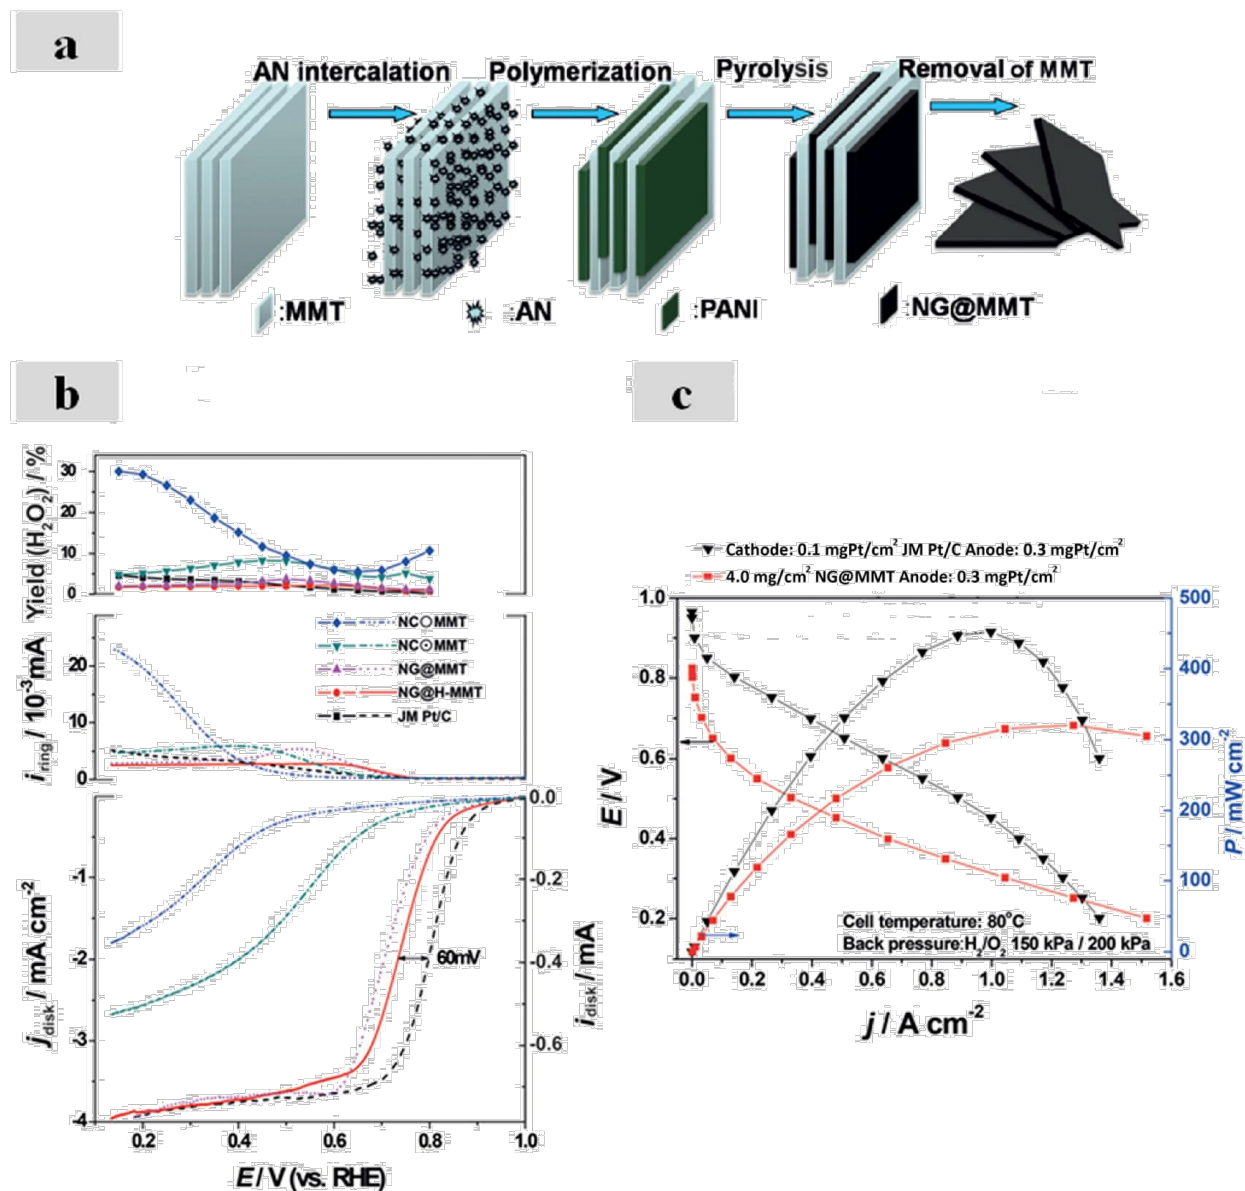 a
AN intercalation Polymerization Pyrolysis Removal of MMT
:MMT :AN :PANI :NG@MMT
b
Yield (H2O2) / %
30
20
10
0
iring / 10-3mA
20
10
0
NC○MMT
NC⊙MMT
NG@MMT
NG@H-MMT
JM Pt/C
jdisk / mA cm-2
-1
-2
-3
-4
0.0
-0.2
-0.4
-0.6
idisk / mA
60mV
0.2 0.4 0.6 0.8 1.0
E / V (vs. RHE)
c
Cathode: 0.1 mgPt/cm2 JM Pt/C Anode: 0.3 mgPt/cm2
4.0 mg/cm2 NG@MMT Anode: 0.3 mgPt/cm2
E / V
1.0
0.8
0.6
0.4
0.2
500
400
300
200
100
0
P / mW cm-2
Cell temperature: 80°C
Back pressure:H2/O2 150 kPa / 200 kPa
0.0 0.2 0.4 0.6 0.8 1.0 1.2 1.4 1.6
j / A cm-2